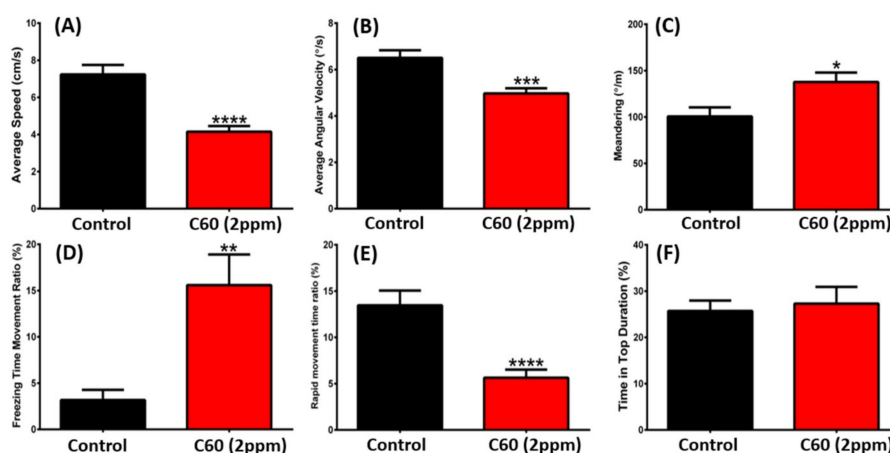 (A)
Average Speed (cm/s)
10
8
6
4
2
0
****
Control
C60 (2ppm)
(B)
Average Angular Velocity (°/s)
8
6
4
2
0
***
Control
C60 (2ppm)
(C)
Meandering (°/m)
200
150
100
50
0
*
Control
C60 (2ppm)
(D)
Freezing Time Movement Ratio (%)
20
15
10
5
0
**
Control
C60 (2ppm)
(E)
Rapid movement time ratio (%)
20
15
10
5
0
****
Control
C60 (2ppm)
(F)
Time in Top Duration (%)
40
30
20
10
0
Control
C60 (2ppm)